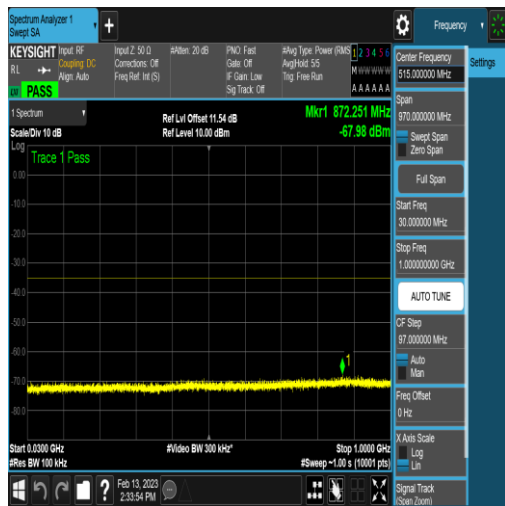 Spectrum Analyzer 1
Swept SA
Frequency
KEYSIGHT
RL
Input: RF
Coupling: DC
Align: Auto
Input Z: 50 Ω
Corrections: Off
Freq Ref: Int (S)
#Atten: 20 dB
PNO: Fast
Gate: Off
IF Gain: Low
Sig Track: Off
#Avg Type: Power (RMS
Avg|Hold: 5/5
Trig: Free Run
1 2 3 4 5 6
M W W W W W
A A A A A A
PASS
1 Spectrum
Scale/Div 10 dB
Ref Lvl Offset 11.54 dB
Ref Level 10.00 dBm
Mkr1 872.251 MHz
-67.98 dBm
Log
Trace 1 Pass
0.00
-10.0
-20.0
-30.0
-40.0
-50.0
-60.0
-70.0
-80.0
1
Start 0.0300 GHz
#Res BW 100 kHz
#Video BW 300 kHz*
Stop 1.0000 GHz
#Sweep ~1.00 s (10001 pts)
Feb 13, 2023
2:33:54 PM
Settings
Center Frequency
515.000000 MHz
Span
970.000000 MHz
Swept Span
Zero Span
Full Span
Start Freq
30.000000 MHz
Stop Freq
1.000000000 GHz
AUTO TUNE
CF Step
97.000000 MHz
Auto
Man
Freq Offset
0 Hz
X Axis Scale
Log
Lin
Signal Track
(Span Zoom)